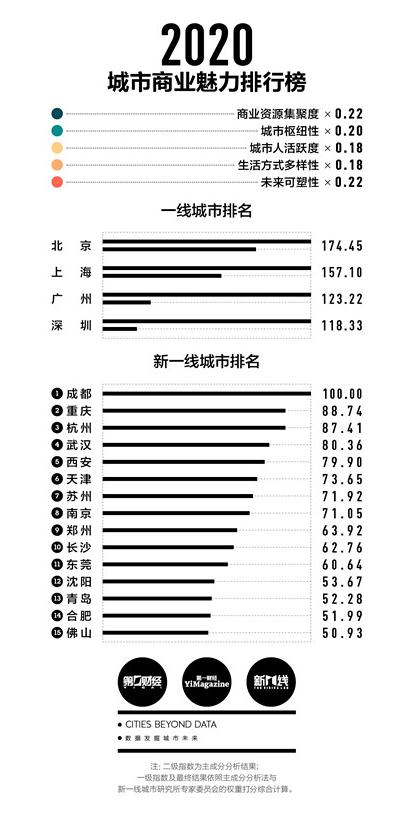 2020
城市商业魅力排行榜
商业资源集聚度 × 0.22
城市枢纽性 × 0.20
城市人活跃度 × 0.18
生活方式多样性 × 0.18
未来可塑性 × 0.22
一线城市排名
北 京 174.45
上 海 157.10
广 州 123.22
深 圳 118.33
新一线城市排名
1 成都 100.00
2 重庆 88.74
3 杭州 87.41
4 武汉 80.36
5 西安 79.90
6 天津 73.65
7 苏州 71.92
8 南京 71.05
9 郑州 63.92
10 长沙 62.76
11 东莞 60.64
12 沈阳 53.67
13 青岛 52.28
14 合肥 51.99
15 佛山 50.93
第一财经 第一财经 新一线
YICAI YiMagazine THE RISING LAB
• CITIES BEYOND DATA
• 数据发掘城市未来
注: 二级指数为主成分分析结果;
一级指数及最终结果依照主成分分析法与
新一线城市研究所专家委员会的权重打分综合计算。